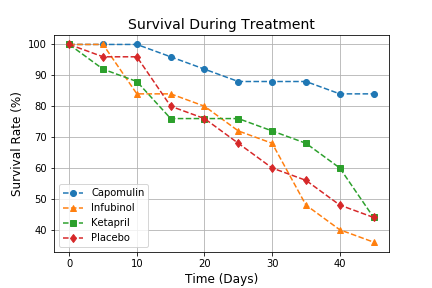 Survival During Treatment
Survival Rate (%)
100
90
80
70
60
50
40
Capomulin
Infubinol
Ketapril
Placebo
0 10 20 30 40
Time (Days)